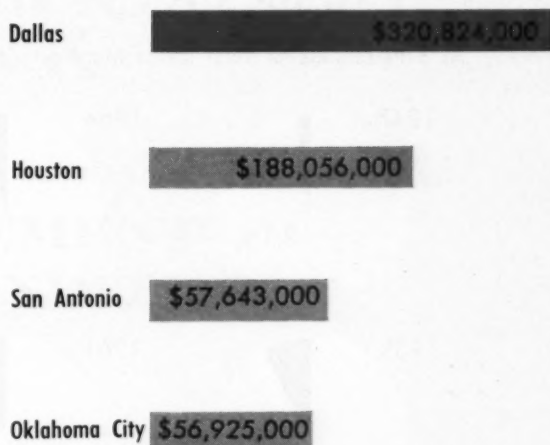 Dallas $320,824,000
Houston $188,056,000
San Antonio $57,643,000
Oklahoma City $56,925,000